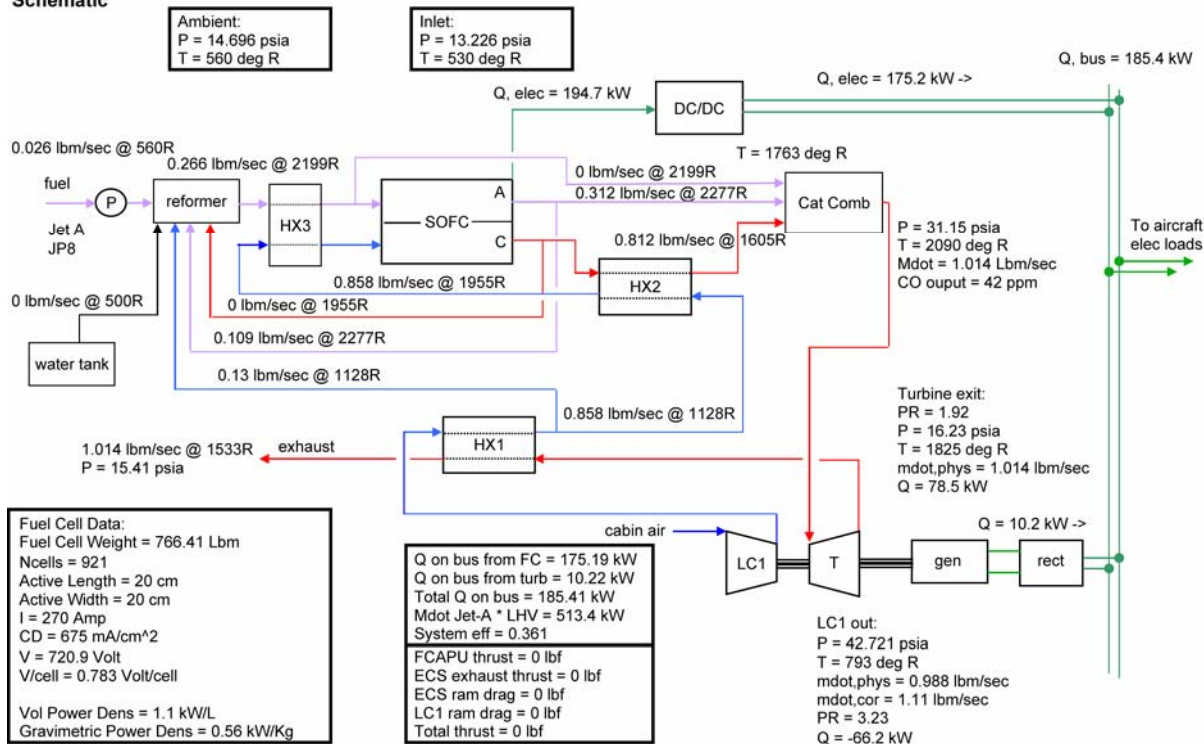 Schematic
Ambient:
P = 14.696 psia
T = 560 deg R
Inlet:
P = 13.226 psia
T = 530 deg R
Q, bus = 185.4 kW
Q, elec = 175.2 kW ->
Q, elec = 194.7 kW
DC/DC
0.026 lbm/sec @ 560R
0.266 lbm/sec @ 2199R
T = 1763 deg R
fuel
P
reformer
Jet A
JP8
HX3
A
SOFC
C
0 lbm/sec @ 2199R
0.312 lbm/sec @ 2277R
Cat Comb
0.812 lbm/sec @ 1605R
P = 31.15 psia
T = 2090 deg R
Mdot = 1.014 Lbm/sec
CO ouput = 42 ppm
To aircraft
elec loads
0.858 lbm/sec @ 1955R
HX2
0 lbm/sec @ 500R
0 lbm/sec @ 1955R
0.109 lbm/sec @ 2277R
water tank
0.13 lbm/sec @ 1128R
0.858 lbm/sec @ 1128R
HX1
1.014 lbm/sec @ 1533R
P = 15.41 psia
exhaust
Turbine exit:
PR = 1.92
P = 16.23 psia
T = 1825 deg R
mdot,phys = 1.014 lbm/sec
Q = 78.5 kW
cabin air
LC1
T
gen
rect
Q = 10.2 kW ->
Fuel Cell Data:
Fuel Cell Weight = 766.41 Lbm
Ncells = 921
Active Length = 20 cm
Active Width = 20 cm
I = 270 Amp
CD = 675 mA/cm^2
V = 720.9 Volt
V/cell = 0.783 Volt/cell
Vol Power Dens = 1.1 kW/L
Gravimetric Power Dens = 0.56 kW/Kg
Q on bus from FC = 175.19 kW
Q on bus from turb = 10.22 kW
Total Q on bus = 185.41 kW
Mdot Jet-A * LHV = 513.4 kW
System eff = 0.361
FCAPU thrust = 0 lbf
ECS exhaust thrust = 0 lbf
ECS ram drag = 0 lbf
LC1 ram drag = 0 lbf
Total thrust = 0 lbf
LC1 out:
P = 42.721 psia
T = 793 deg R
mdot,phys = 0.988 lbm/sec
mdot,cor = 1.11 lbm/sec
PR = 3.23
Q = -66.2 kW